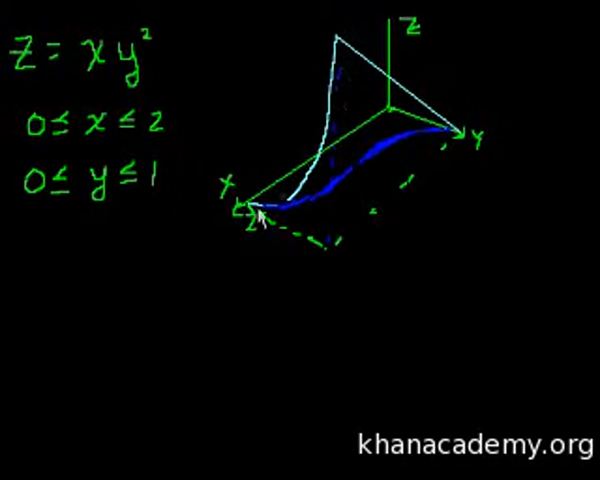 z = xy²
0 ≤ x ≤ 2
0 ≤ y ≤ 1
z
y
x
2
khanacademy.org